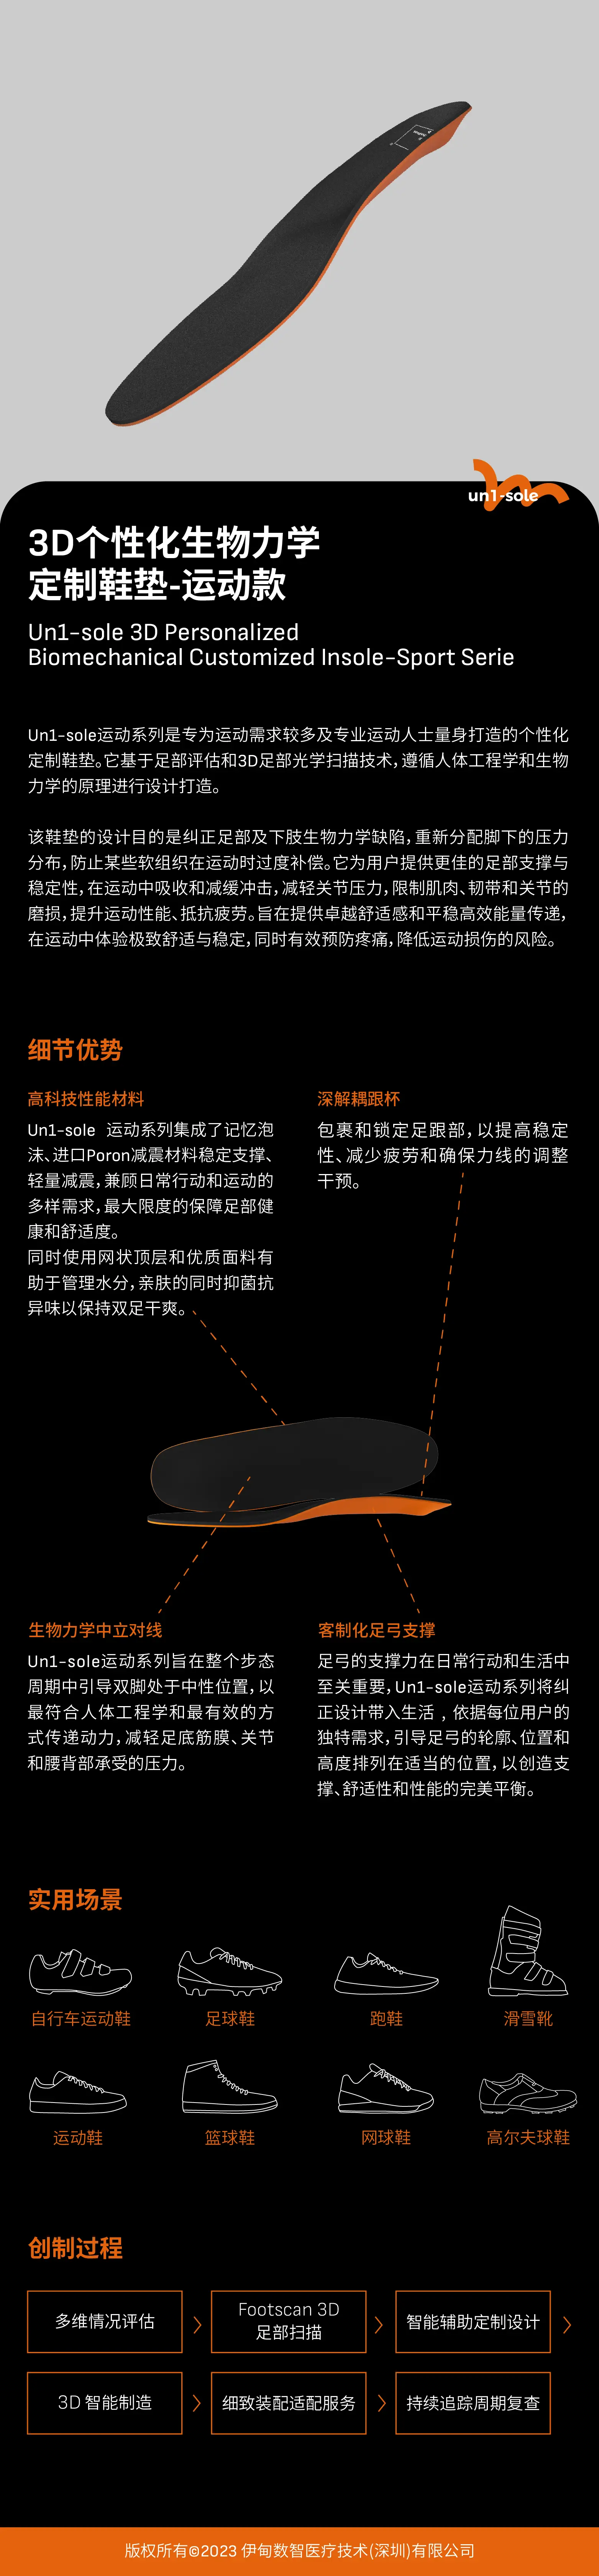 un1-sole
3D个性化生物力学
定制鞋垫-运动款
Un1-sole 3D Personalized
Biomechanical Customized Insole-Sport Serie
Un1-sole运动系列是专为运动需求较多及专业运动人士量身打造的个性化
定制鞋垫。它基于足部评估和3D足部光学扫描技术，遵循人体工程学和生物
力学的原理进行设计打造。
该鞋垫的设计目的是纠正足部及下肢生物力学缺陷，重新分配脚下的压力
分布，防止某些软组织在运动时过度补偿。它为用户提供更佳的足部支撑与
稳定性，在运动中吸收和减缓冲击，减轻关节压力，限制肌肉、韧带和关节的
磨损，提升运动性能、抵抗疲劳。旨在提供卓越舒适感和平稳高效能量传递，
在运动中体验极致舒适与稳定，同时有效预防疼痛，降低运动损伤的风险。
细节优势
高科技性能材料
Un1-sole 运动系列集成了记忆泡
沫、进口Poron减震材料稳定支撑、
轻量减震，兼顾日常行动和运动的
多样需求，最大限度的保障足部健
康和舒适度。
同时使用网状顶层和优质面料有
助于管理水分，亲肤的同时抑菌抗
异味以保持双足干爽。
深解耦跟杯
包裹和锁定足跟部，以提高稳定
性、减少疲劳和确保力线的调整
干预。
生物力学中立对线
Un1-sole运动系列旨在整个步态
周期中引导双脚处于中性位置，以
最符合人体工程学和最有效的方
式传递动力，减轻足底筋膜、关节
和腰背部承受的压力。
客制化足弓支撑
足弓的支撑力在日常行动和生活中
至关重要，Un1-sole运动系列将纠
正设计带入生活，依据每位用户的
独特需求，引导足弓的轮廓、位置和
高度排列在适当的位置，以创造支
撑、舒适性和性能的完美平衡。
实用场景
自行车运动鞋
足球鞋
跑鞋
滑雪靴
运动鞋
篮球鞋
网球鞋
高尔夫球鞋
创制过程
多维情况评估
Footscan 3D
足部扫描
智能辅助定制设计
3D 智能制造
细致装配适配服务
持续追踪周期复查
版权所有©2023 伊甸数智医疗技术(深圳)有限公司